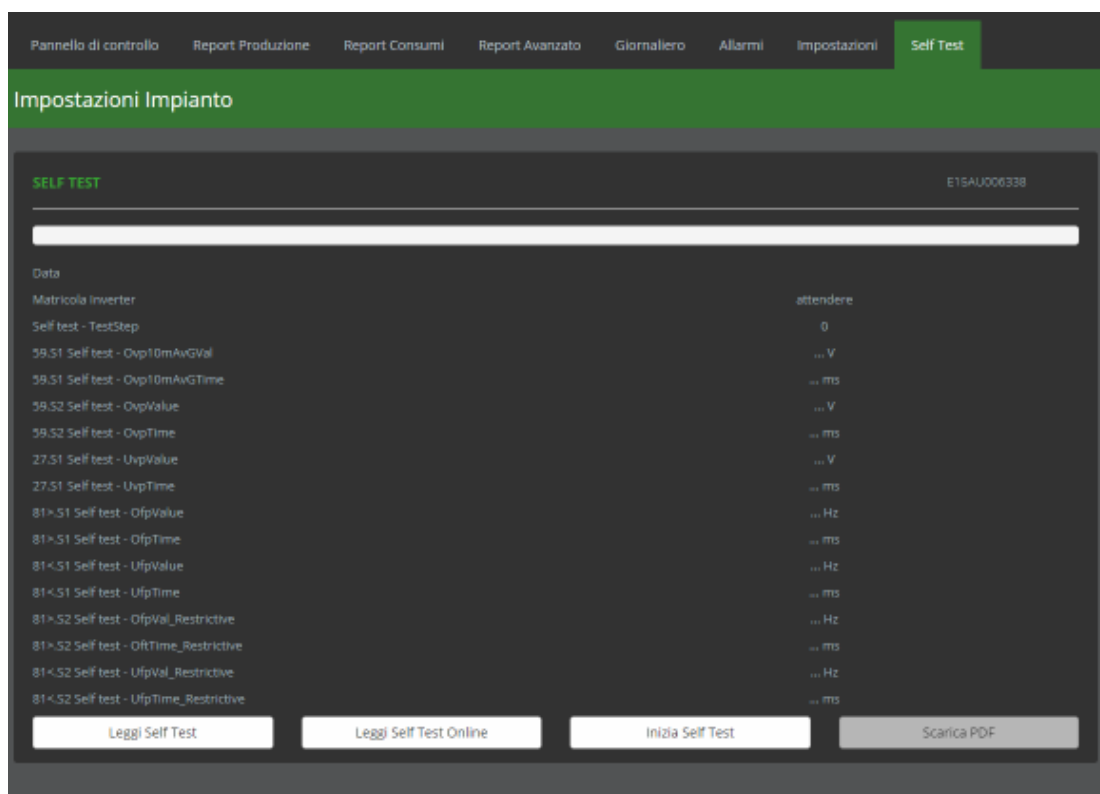 Pannello di controllo Report Produzione Report Consumi Report Avanzato Giornaliero Allarmi Impostazioni Self Test
Impostazioni Impianto
SELF TEST E15AU006338
Data
Matricola Inverter attendere
Self test - TestStep 0
59.S1 Self test - Ovp10mAvGVal ... V
59.S1 Self test - Ovp10mAvGTime ... ms
59.S2 Self test - OvpValue ... V
59.S2 Self test - OvpTime ... ms
27.S1 Self test - UvpValue ... V
27.S1 Self test - UvpTime ... ms
81>.S1 Self test - OfpValue ... Hz
81>.S1 Self test - OfpTime ... ms
81<.S1 Self test - UfpValue ... Hz
81<.S1 Self test - UfpTime ... ms
81>.S2 Self test - OfpVal_Restrictive ... Hz
81>.S2 Self test - OftTime_Restrictive ... ms
81<.S2 Self test - UfpVal_Restrictive ... Hz
81<.S2 Self test - UfpTime_Restrictive ... ms
Leggi Self Test Leggi Self Test Online Inizia Self Test Scarica PDF